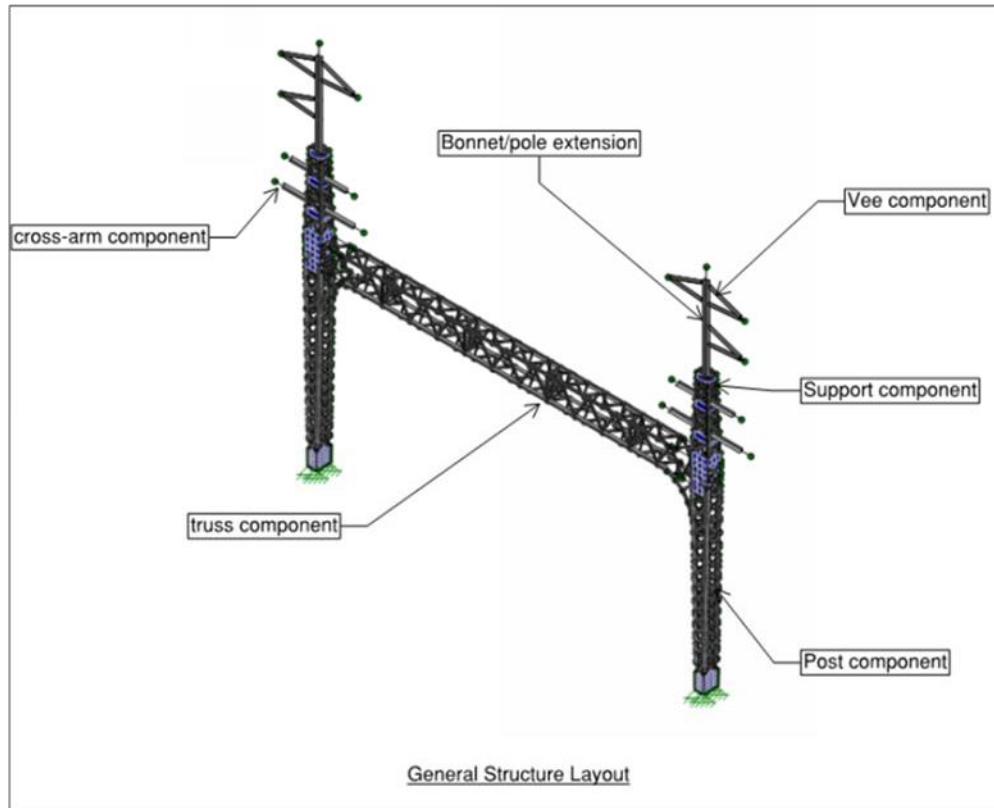 Bonnet/pole extension
Vee component
cross-arm component
Support component
truss component
Post component
General Structure Layout